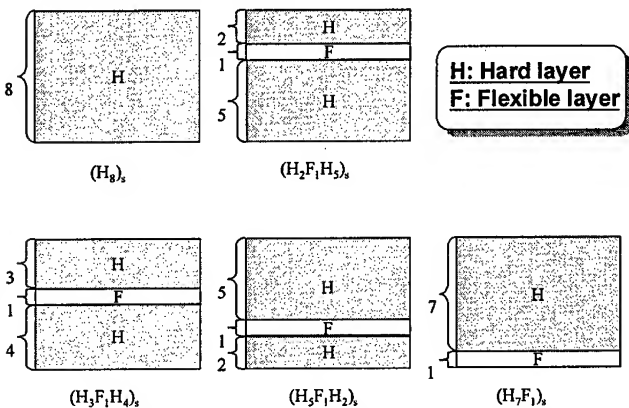 8
H
(H₈)ₛ
2
H
1
F
5
H
(H₂F₁H₅)ₛ
H: Hard layer
F: Flexible layer
3
H
1
F
4
H
(H₃F₁H₄)ₛ
5
H
F
1
2
H
(H₅F₁H₂)ₛ
7
H
1
F
(H₇F₁)ₛ